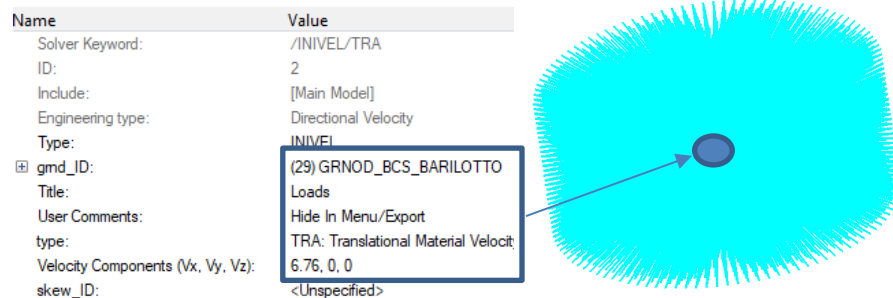 Name Value
Solver Keyword: /INIVEL/TRA
ID: 2
Include: [Main Model]
Engineering type: Directional Velocity
Type: INIVEL
grnd_ID: (29) GRNOD_BCS_BARILOTTO
Title: Loads
User Comments: Hide In Menu/Export
type: TRA: Translational Material Velocit
Velocity Components (Vx, Vy, Vz): 6.76, 0, 0
skew_ID: <Unspecified>